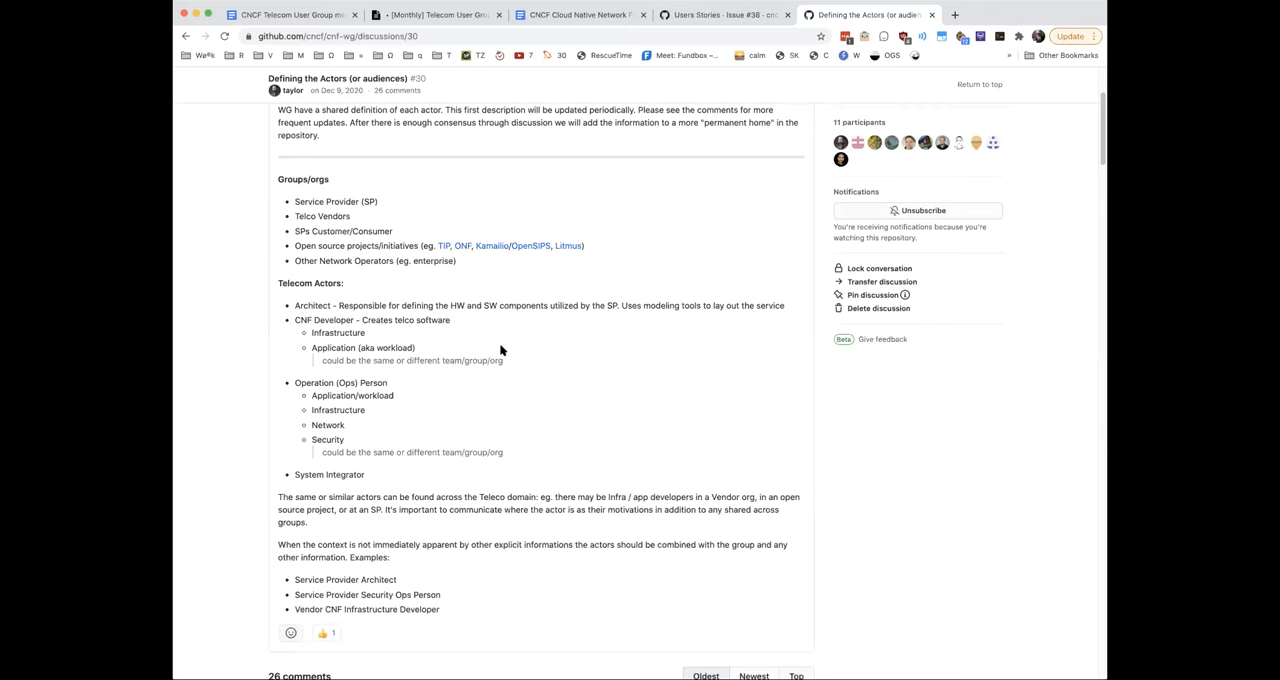 CNCF Telecom User Group me
• [Monthly] Telecom User Gro
CNCF Cloud Native Network F
Users Stories · Issue #38 · cnc
Defining the Actors (or audien
github.com/cncf/cnf-wg/discussions/30
Update
Wø®k
R
V
M
Ω
∞
Ω
q
T
TZ
7
30
RescueTime
Meet: Fundbox –...
calm
SK
C
W
OGS
»
Other Bookmarks
Defining the Actors (or audiences) #30
taylor on Dec 9, 2020 · 26 comments
Return to top
WG have a shared definition of each actor. This first description will be updated periodically. Please see the comments for more
frequent updates. After there is enough consensus through discussion we will add the information to a more "permanent home" in the
repository.
Groups/orgs
• Service Provider (SP)
• Telco Vendors
• SPs Customer/Consumer
• Open source projects/initiatives (eg. TIP, ONF, Kamailio/OpenSIPS, Litmus)
• Other Network Operators (eg. enterprise)
Telecom Actors:
• Architect - Responsible for defining the HW and SW components utilized by the SP. Uses modeling tools to lay out the service
• CNF Developer - Creates telco software
Infrastructure
Application (aka workload)
could be the same or different team/group/org
• Operation (Ops) Person
Application/workload
Infrastructure
Network
Security
could be the same or different team/group/org
• System Integrator
The same or similar actors can be found across the Teleco domain: eg. there may be Infra / app developers in a Vendor org, in an open
source project, or at an SP. It's important to communicate where the actor is as their motivations in addition to any shared across
groups.
When the context is not immediately apparent by other explicit informations the actors should be combined with the group and any
other information. Examples:
• Service Provider Architect
• Service Provider Security Ops Person
• Vendor CNF Infrastructure Developer
👍 1
26 comments
Oldest
Newest
Top
11 participants
Notifications
Unsubscribe
You're receiving notifications because you're
watching this repository.
Lock conversation
Transfer discussion
Pin discussion
Delete discussion
Beta Give feedback